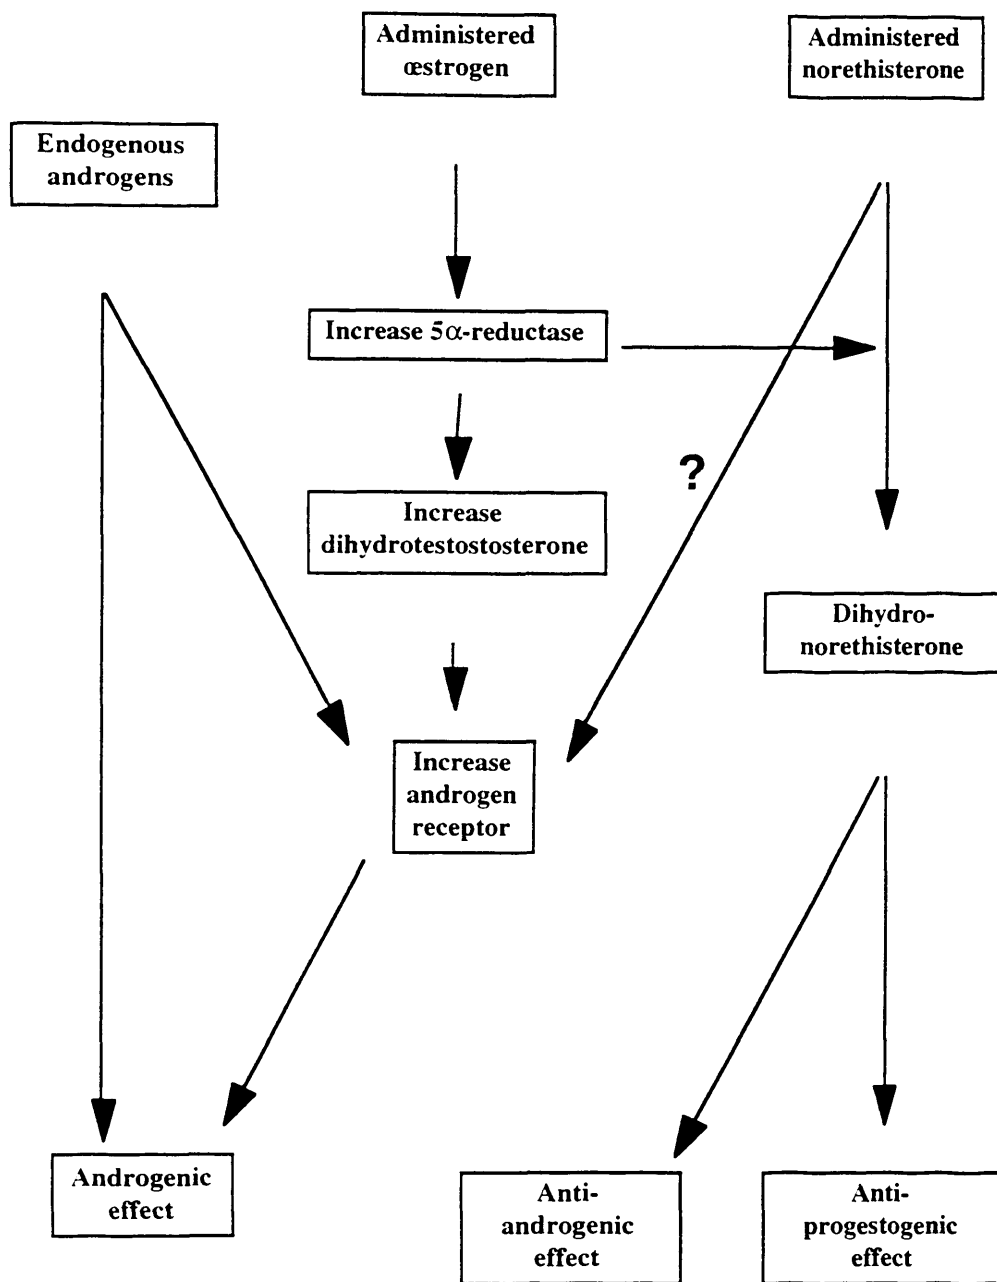 Administered
œstrogen
Administered
norethisterone
Endogenous
androgens
Increase 5α-reductase
?
Increase
dihydrotestostosterone
Dihydro-
norethisterone
Increase
androgen
receptor
Androgenic
effect
Anti-
androgenic
effect
Anti-
progestogenic
effect